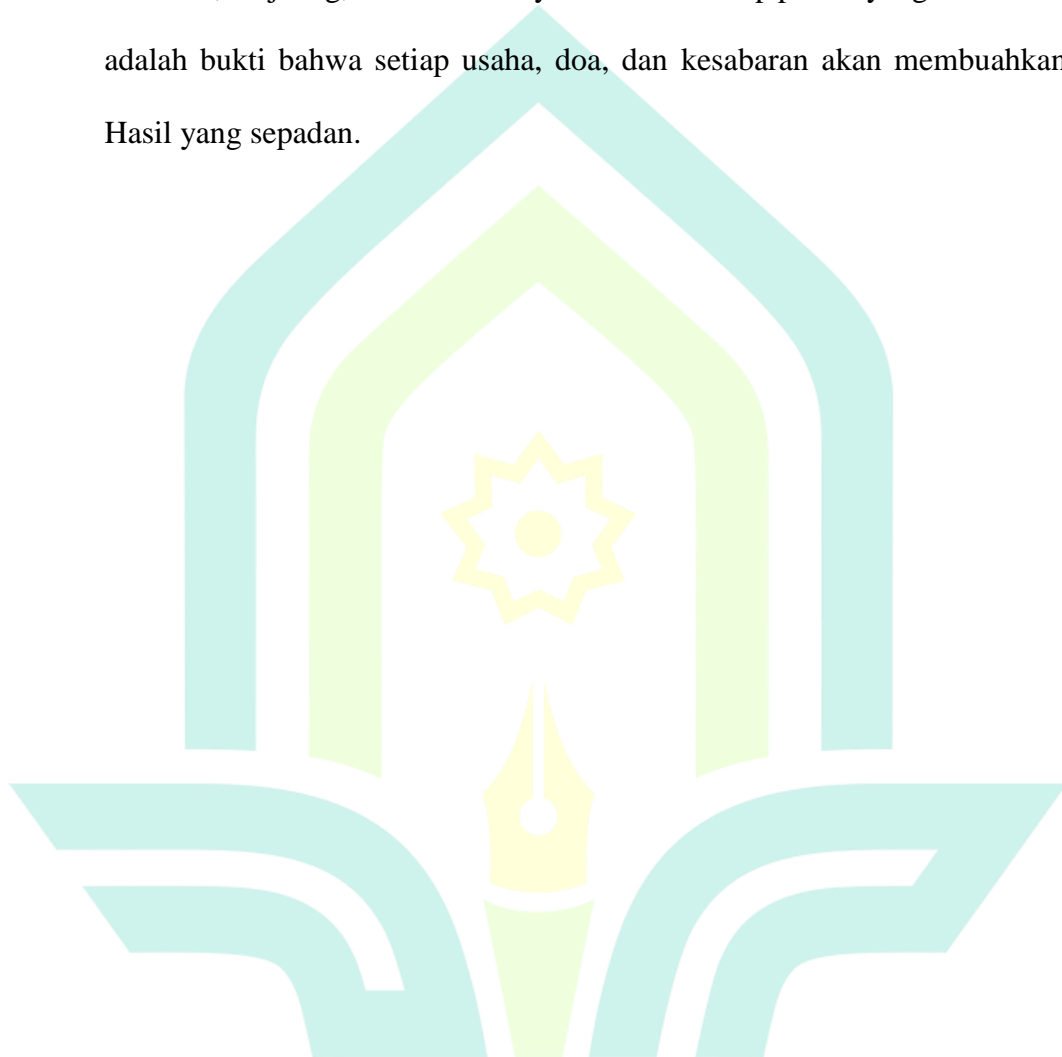 adalah bukti bahwa setiap usaha, doa, dan kesabaran akan membuahkan
Hasil yang sepadan.